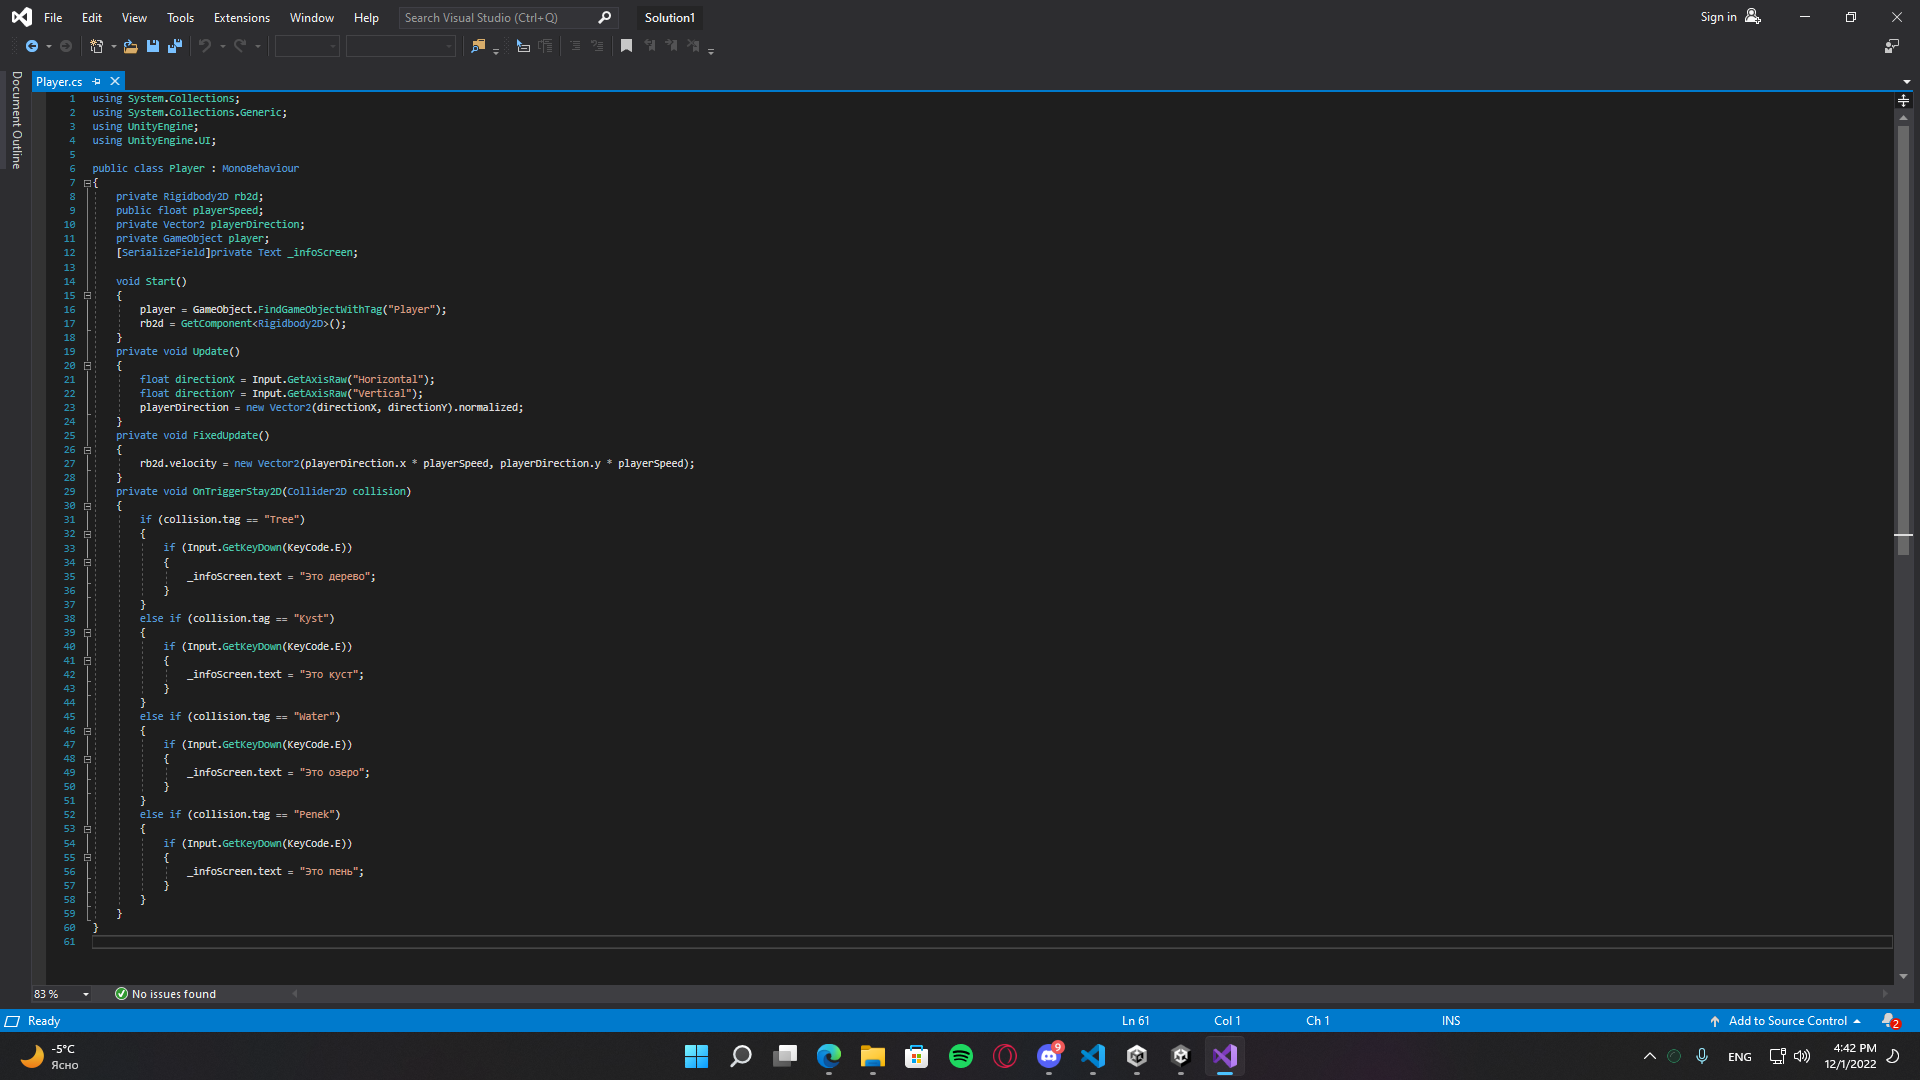 File Edit View Tools Extensions Window Help Search Visual Studio (Ctrl+Q) Solution1 Sign in
Document Outline
Player.cs
1 using System.Collections;
2 using System.Collections.Generic;
3 using UnityEngine;
4 using UnityEngine.UI;
5
6 public class Player : MonoBehaviour
7 {
8 private Rigidbody2D rb2d;
9 public float playerSpeed;
10 private Vector2 playerDirection;
11 private GameObject player;
12 [SerializeField]private Text _infoScreen;
13
14 void Start()
15 {
16 player = GameObject.FindGameObjectWithTag("Player");
17 rb2d = GetComponent<Rigidbody2D>();
18 }
19 private void Update()
20 {
21 float directionX = Input.GetAxisRaw("Horizontal");
22 float directionY = Input.GetAxisRaw("Vertical");
23 playerDirection = new Vector2(directionX, directionY).normalized;
24 }
25 private void FixedUpdate()
26 {
27 rb2d.velocity = new Vector2(playerDirection.x * playerSpeed, playerDirection.y * playerSpeed);
28 }
29 private void OnTriggerStay2D(Collider2D collision)
30 {
31 if (collision.tag == "Tree")
32 {
33 if (Input.GetKeyDown(KeyCode.E))
34 {
35 _infoScreen.text = "Это дерево";
36 }
37 }
38 else if (collision.tag == "Kyst")
39 {
40 if (Input.GetKeyDown(KeyCode.E))
41 {
42 _infoScreen.text = "Это куст";
43 }
44 }
45 else if (collision.tag == "Water")
46 {
47 if (Input.GetKeyDown(KeyCode.E))
48 {
49 _infoScreen.text = "Это озеро";
50 }
51 }
52 else if (collision.tag == "Penek")
53 {
54 if (Input.GetKeyDown(KeyCode.E))
55 {
56 _infoScreen.text = "Это пень";
57 }
58 }
59 }
60 }
61
83 % No issues found
Ready Ln 61 Col 1 Ch 1 INS Add to Source Control 2
-5°C
Ясно
9
ENG
4:42 PM
12/1/2022